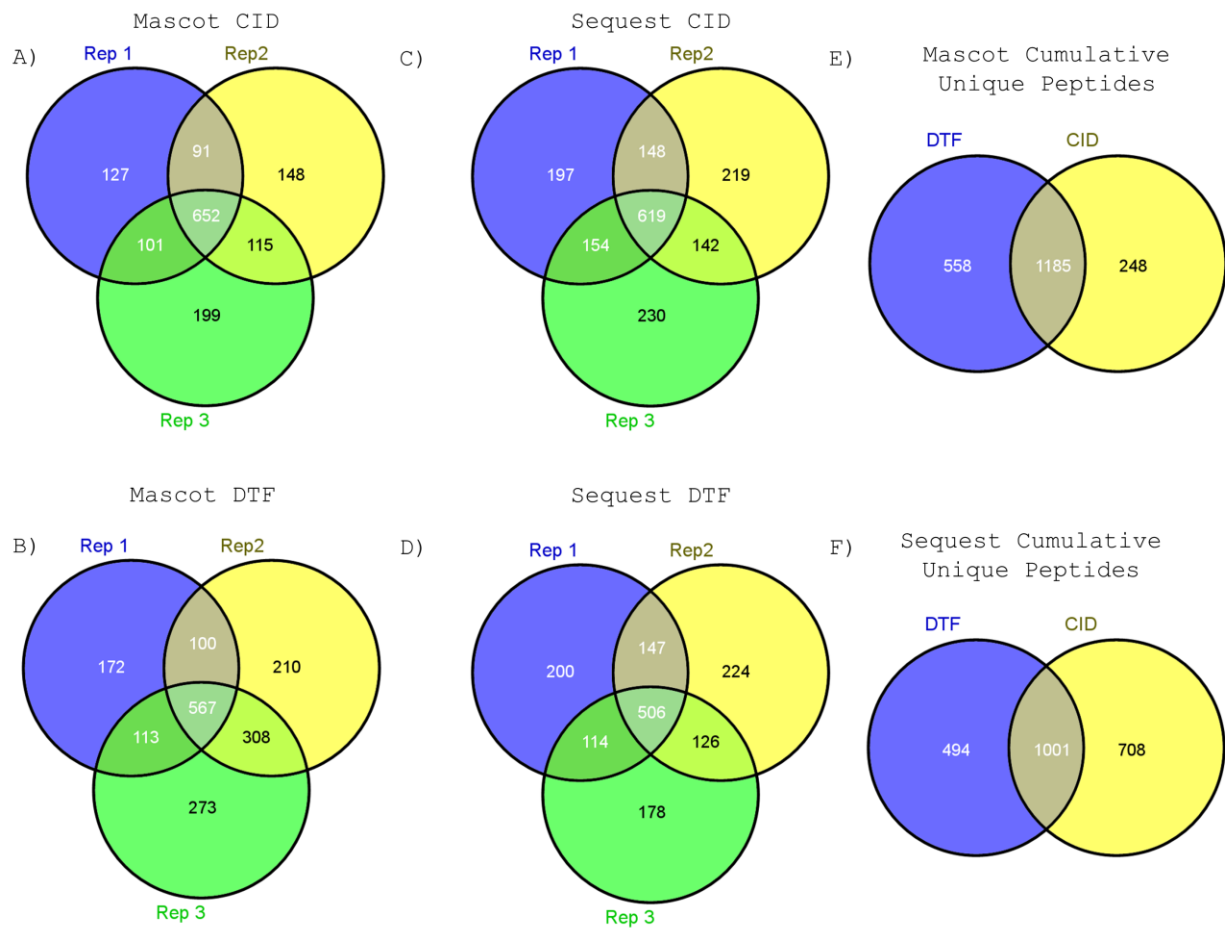 Mascot CID
A)
Rep 1
Rep2
91
127
148
652
101
115
199
Rep 3
Sequest CID
C)
Rep 1
Rep2
148
197
219
619
154
142
230
Rep 3
E)
Mascot Cumulative
Unique Peptides
DTF
CID
558
1185
248
Mascot DTF
B)
Rep 1
Rep2
100
172
210
567
113
308
273
Rep 3
Sequest DTF
D)
Rep 1
Rep2
147
200
224
506
114
126
178
Rep 3
F)
Sequest Cumulative
Unique Peptides
DTF
CID
494
1001
708